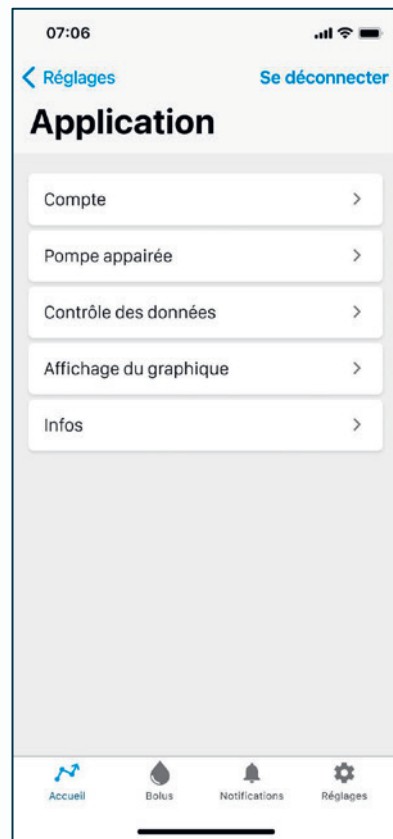 07:06
Réglages Se déconnecter
Application
Compte
Pompe appairée
Contrôle des données
Affichage du graphique
Infos
Accueil Bolus Notifications Réglages